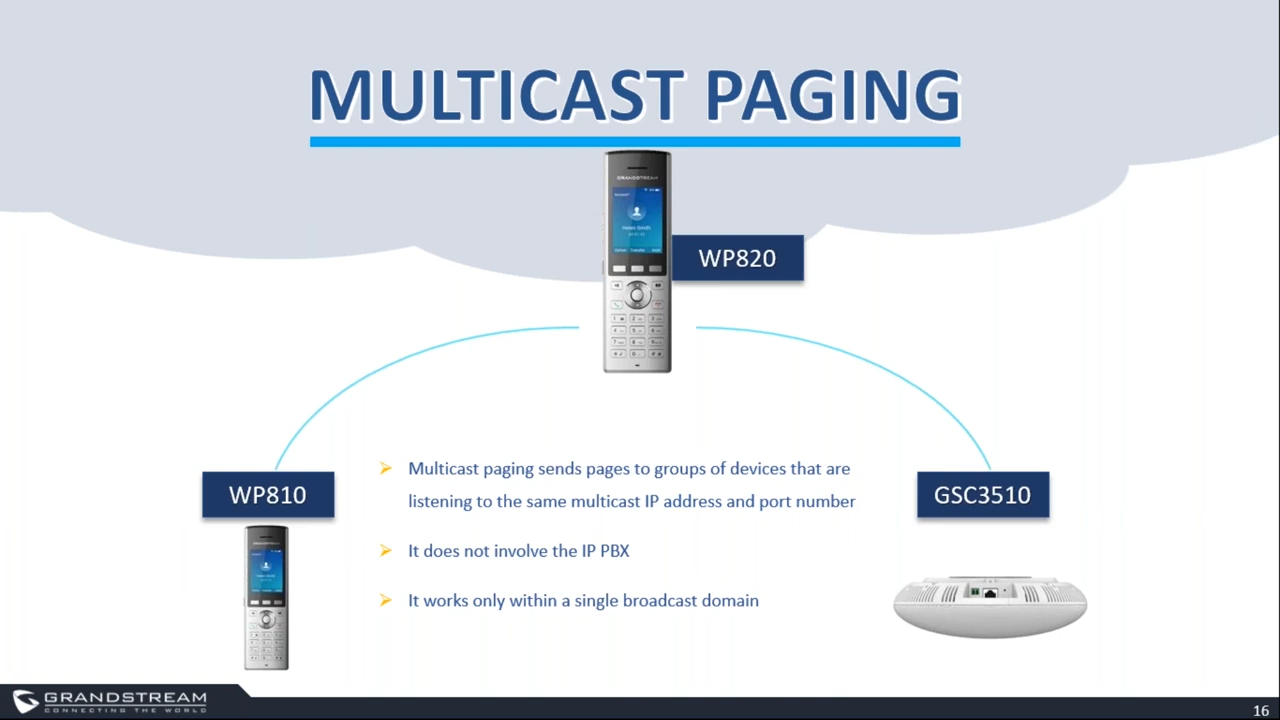 MULTICAST PAGING
GRANDSTREAM
WP820
WP810
GSC3510
Multicast paging sends pages to groups of devices that are
listening to the same multicast IP address and port number
It does not involve the IP PBX
It works only within a single broadcast domain
GRANDSTREAM
CONNECTING THE WORLD
16